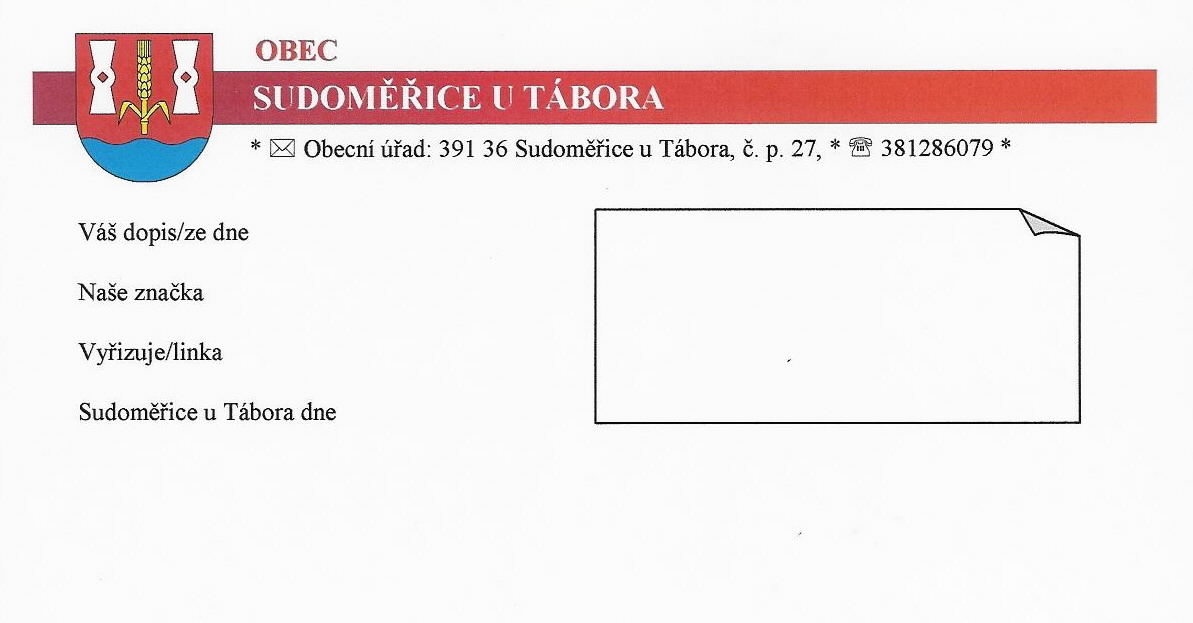 OBEC
SUDOMĚŘICE U TÁBORA
* ✉ Obecní úřad: 391 36 Sudoměřice u Tábora, č. p. 27, * ☏ 381286079 *
Váš dopis/ze dne
Naše značka
Vyřizuje/linka
Sudoměřice u Tábora dne